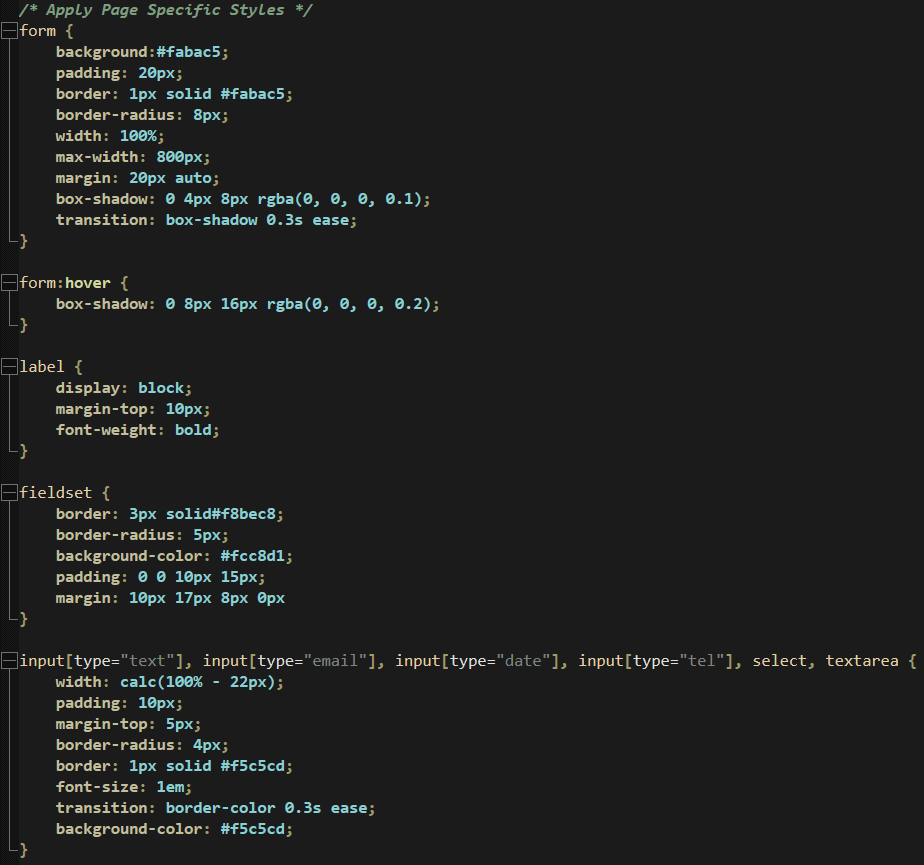 /* Apply Page Specific Styles */
form {
    background:#fabac5;
    padding: 20px;
    border: 1px solid #fabac5;
    border-radius: 8px;
    width: 100%;
    max-width: 800px;
    margin: 20px auto;
    box-shadow: 0 4px 8px rgba(0, 0, 0, 0.1);
    transition: box-shadow 0.3s ease;
}
form:hover {
    box-shadow: 0 8px 16px rgba(0, 0, 0, 0.2);
}
label {
    display: block;
    margin-top: 10px;
    font-weight: bold;
}
fieldset {
    border: 3px solid#f8bec8;
    border-radius: 5px;
    background-color: #fcc8d1;
    padding: 0 0 10px 15px;
    margin: 10px 17px 8px 0px
}
input[type="text"], input[type="email"], input[type="date"], input[type="tel"], select, textarea {
    width: calc(100% - 22px);
    padding: 10px;
    margin-top: 5px;
    border-radius: 4px;
    border: 1px solid #f5c5cd;
    font-size: 1em;
    transition: border-color 0.3s ease;
    background-color: #f5c5cd;
}